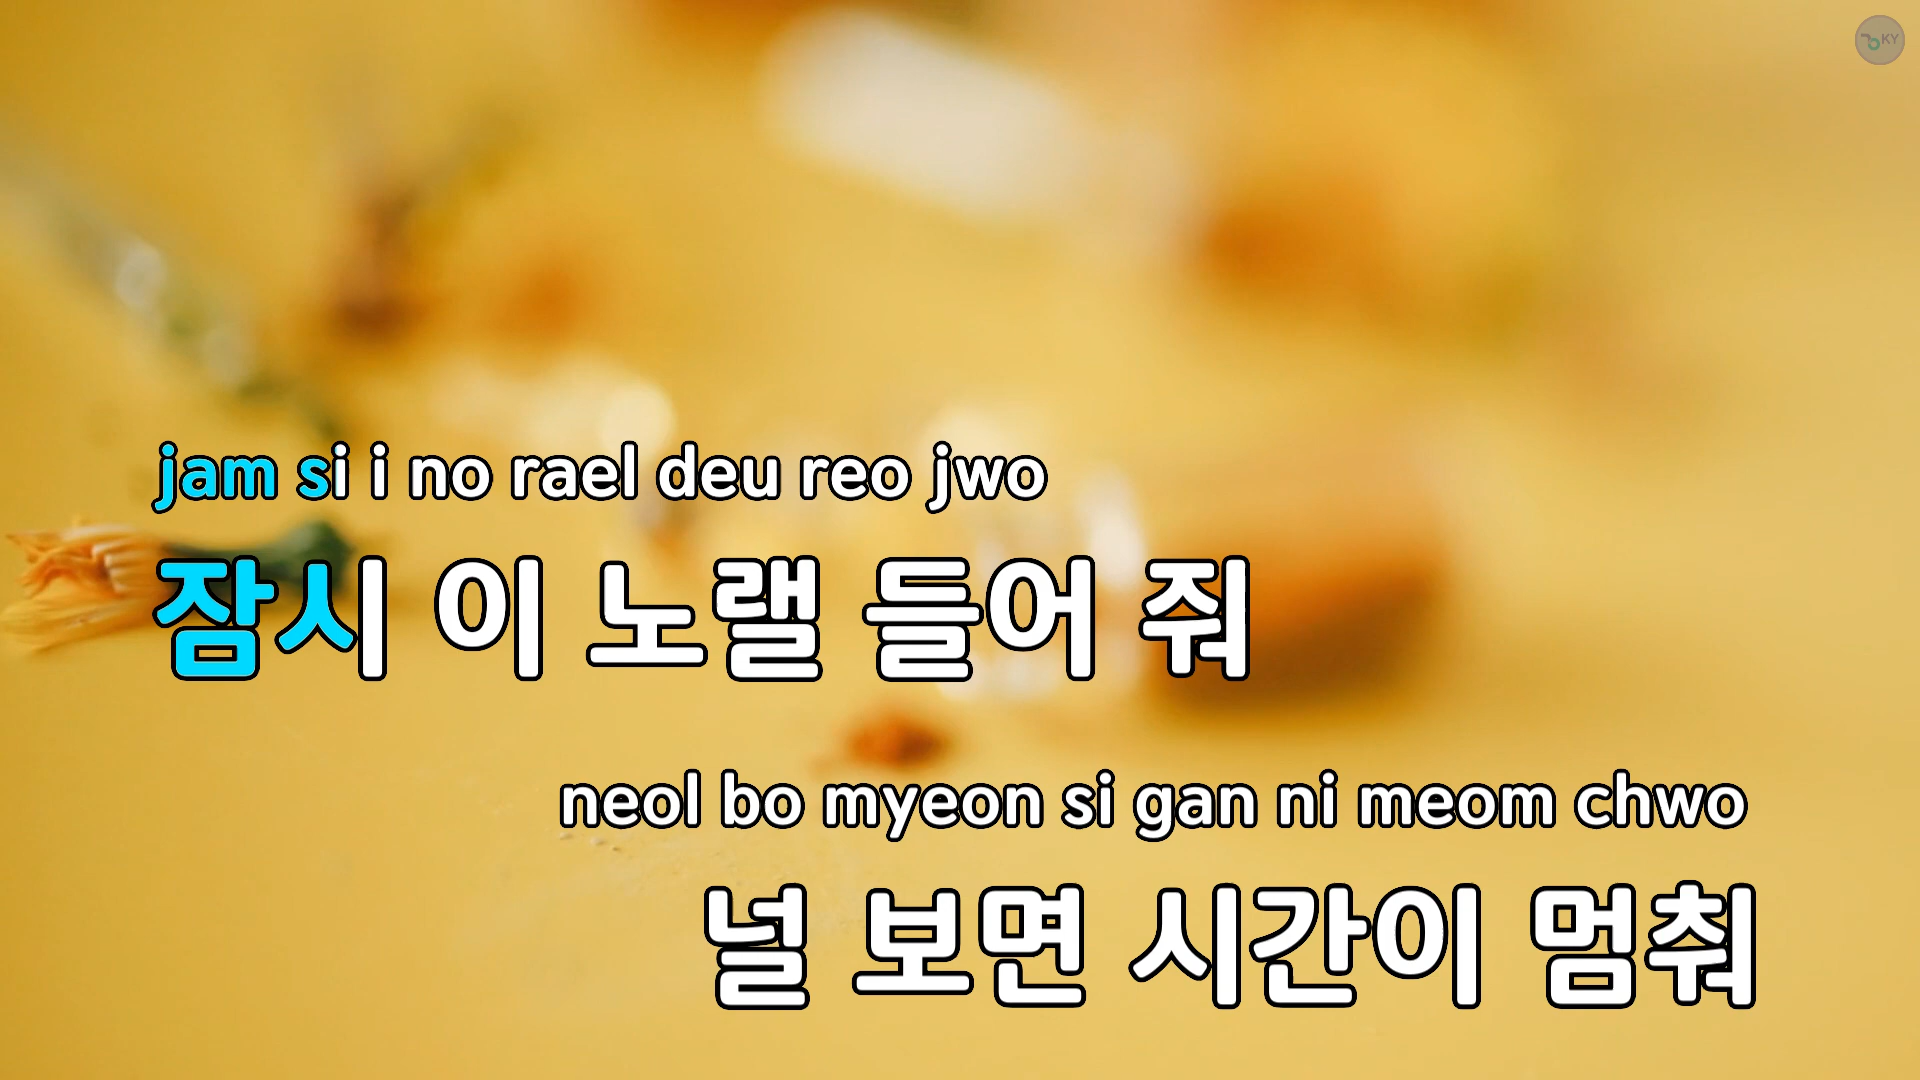 KY
jam si i no rael deu reo jwo
잠시 이 노랠 들어 줘
neol bo myeon si gan ni meom chwo
널 보면 시간이 멈춰